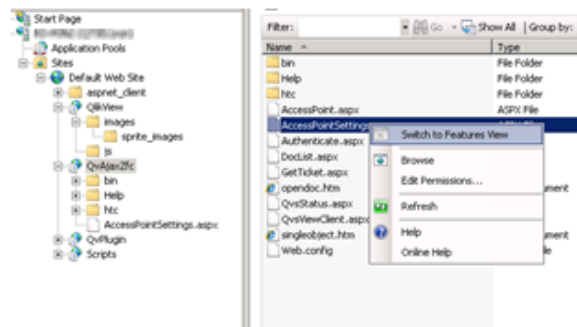 Start Page
Application Pools
Sites
Default Web Site
aspnet_client
QlikView
images
sprite_images
js
QvAjaxZfc
bin
Help
htc
AccessPointSettings.aspx
QvPlugin
Scripts
Filter: Go Show All Group by:
Name Type
bin File Folder
Help File Folder
htc File Folder
AccessPoint.aspx ASPX File
AccessPointSettings
Authenticate.aspx
DocList.aspx
GetTicket.aspx
opendoc.htm
QvsStatus.aspx
QvsViewClient.aspx
singleobject.htm
Web.config
Switch to Features View
Browse
Edit Permissions...
Refresh
Help
Online Help